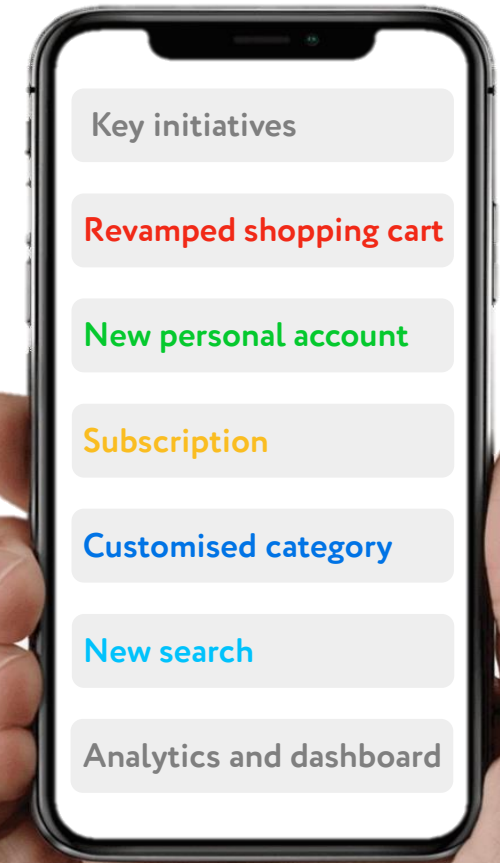 Key initiatives
Revamped shopping cart
New personal account
Subscription
Customised category
New search
Analytics and dashboard